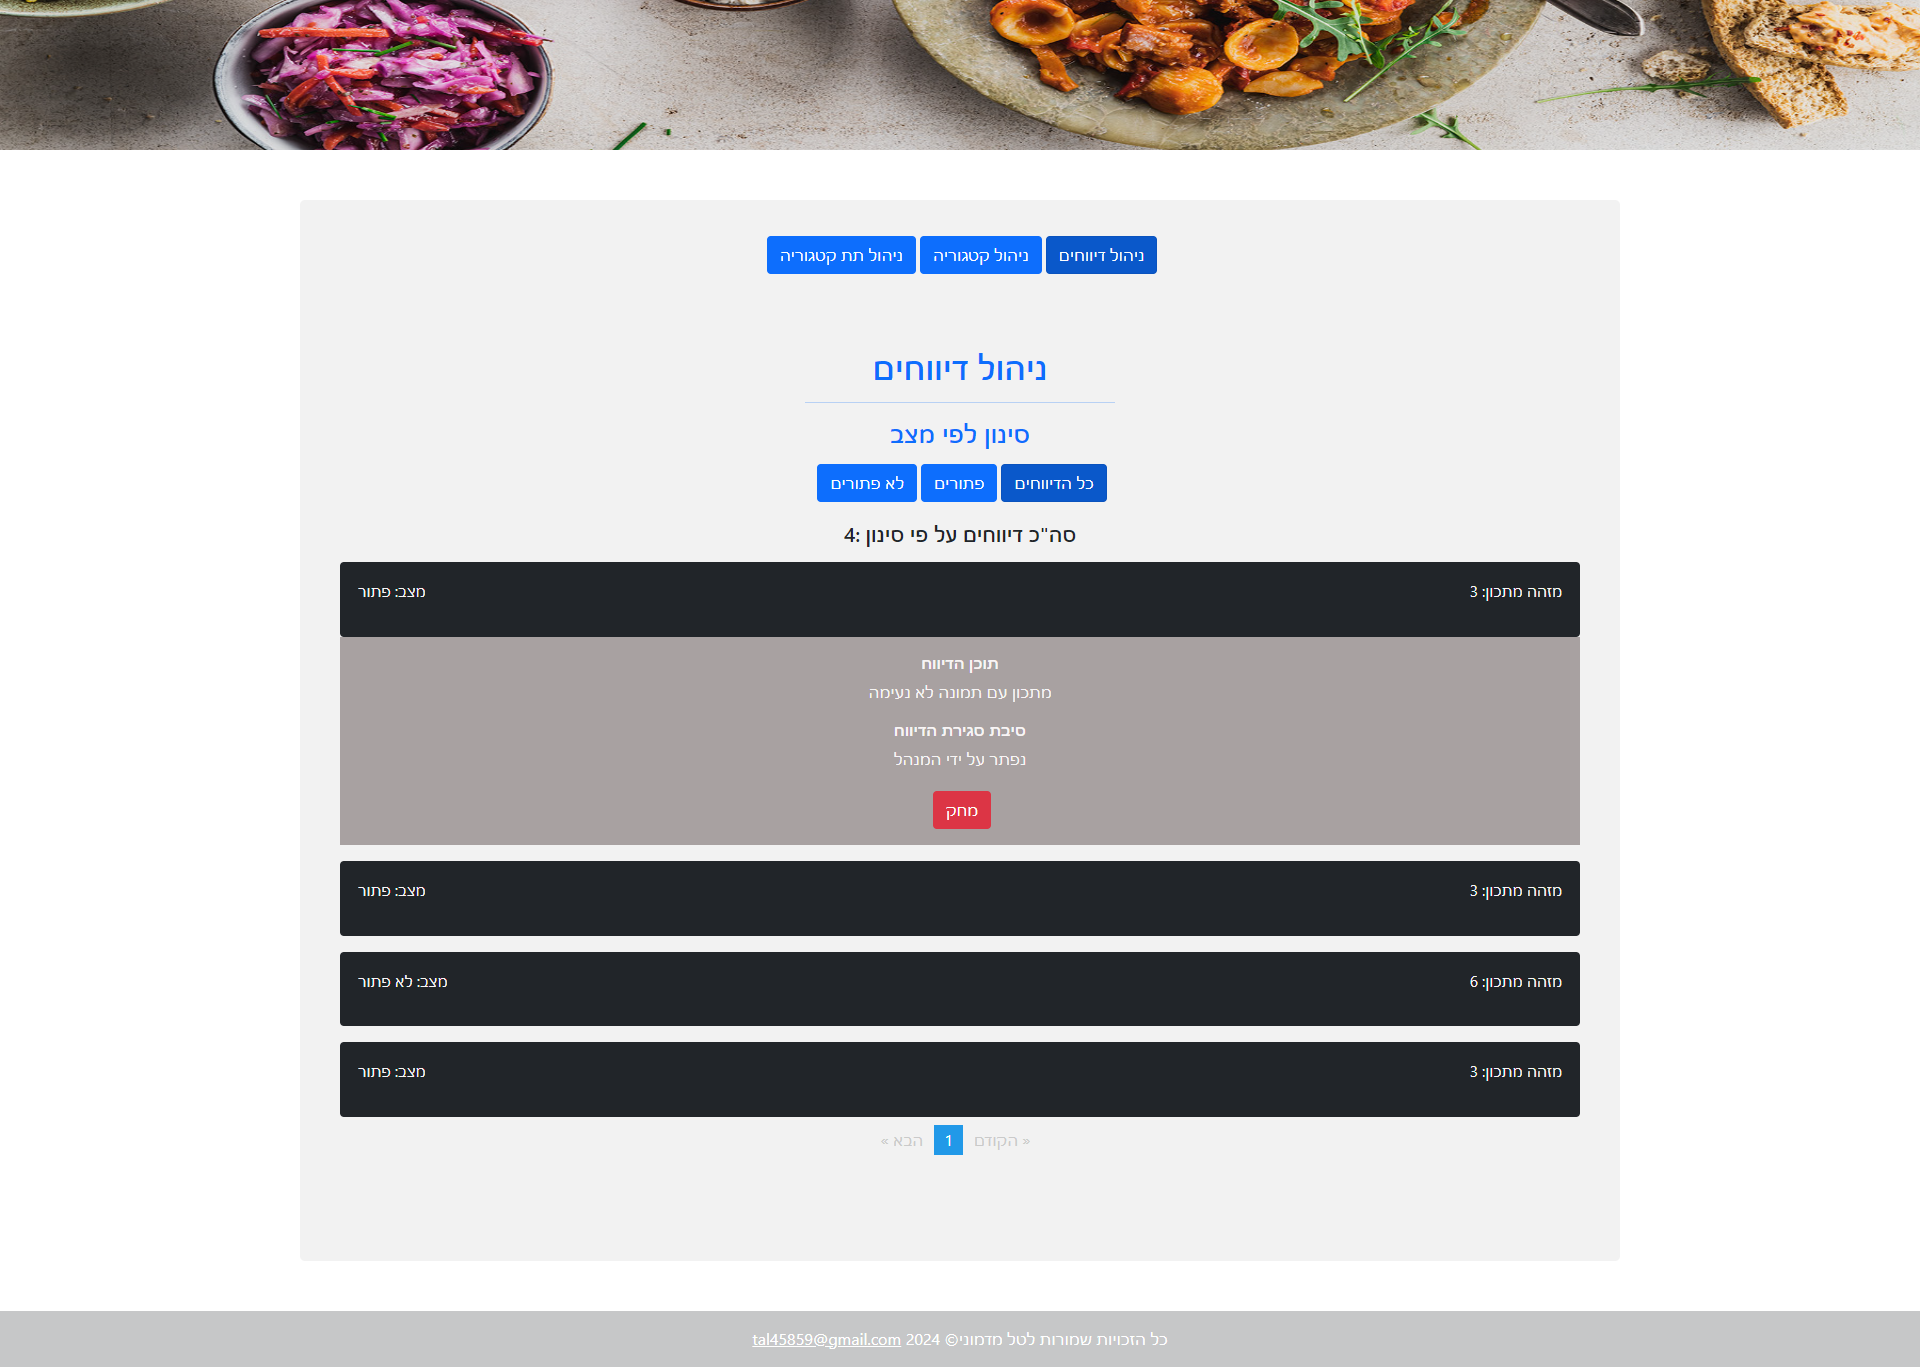 ניהול דיווחים ניהול קטגוריה ניהול תת קטגוריה
ניהול דיווחים
סינון לפי מצב
כל הדיווחים פתורים לא פתורים
סה"כ דיווחים על פי סינון :4
מזהה מתכון: 3 מצב: פתור
תוכן הדיווח
מתכון עם תמונה לא נעימה
סיבת סגירת הדיווח
נפתר על ידי המנהל
מחק
מזהה מתכון: 3 מצב: פתור
מזהה מתכון: 6 מצב: לא פתור
מזהה מתכון: 3 מצב: פתור
« הקודם 1 הבא »
כל הזכויות שמורות לטל מדמוני© 2024 tal45859@gmail.com